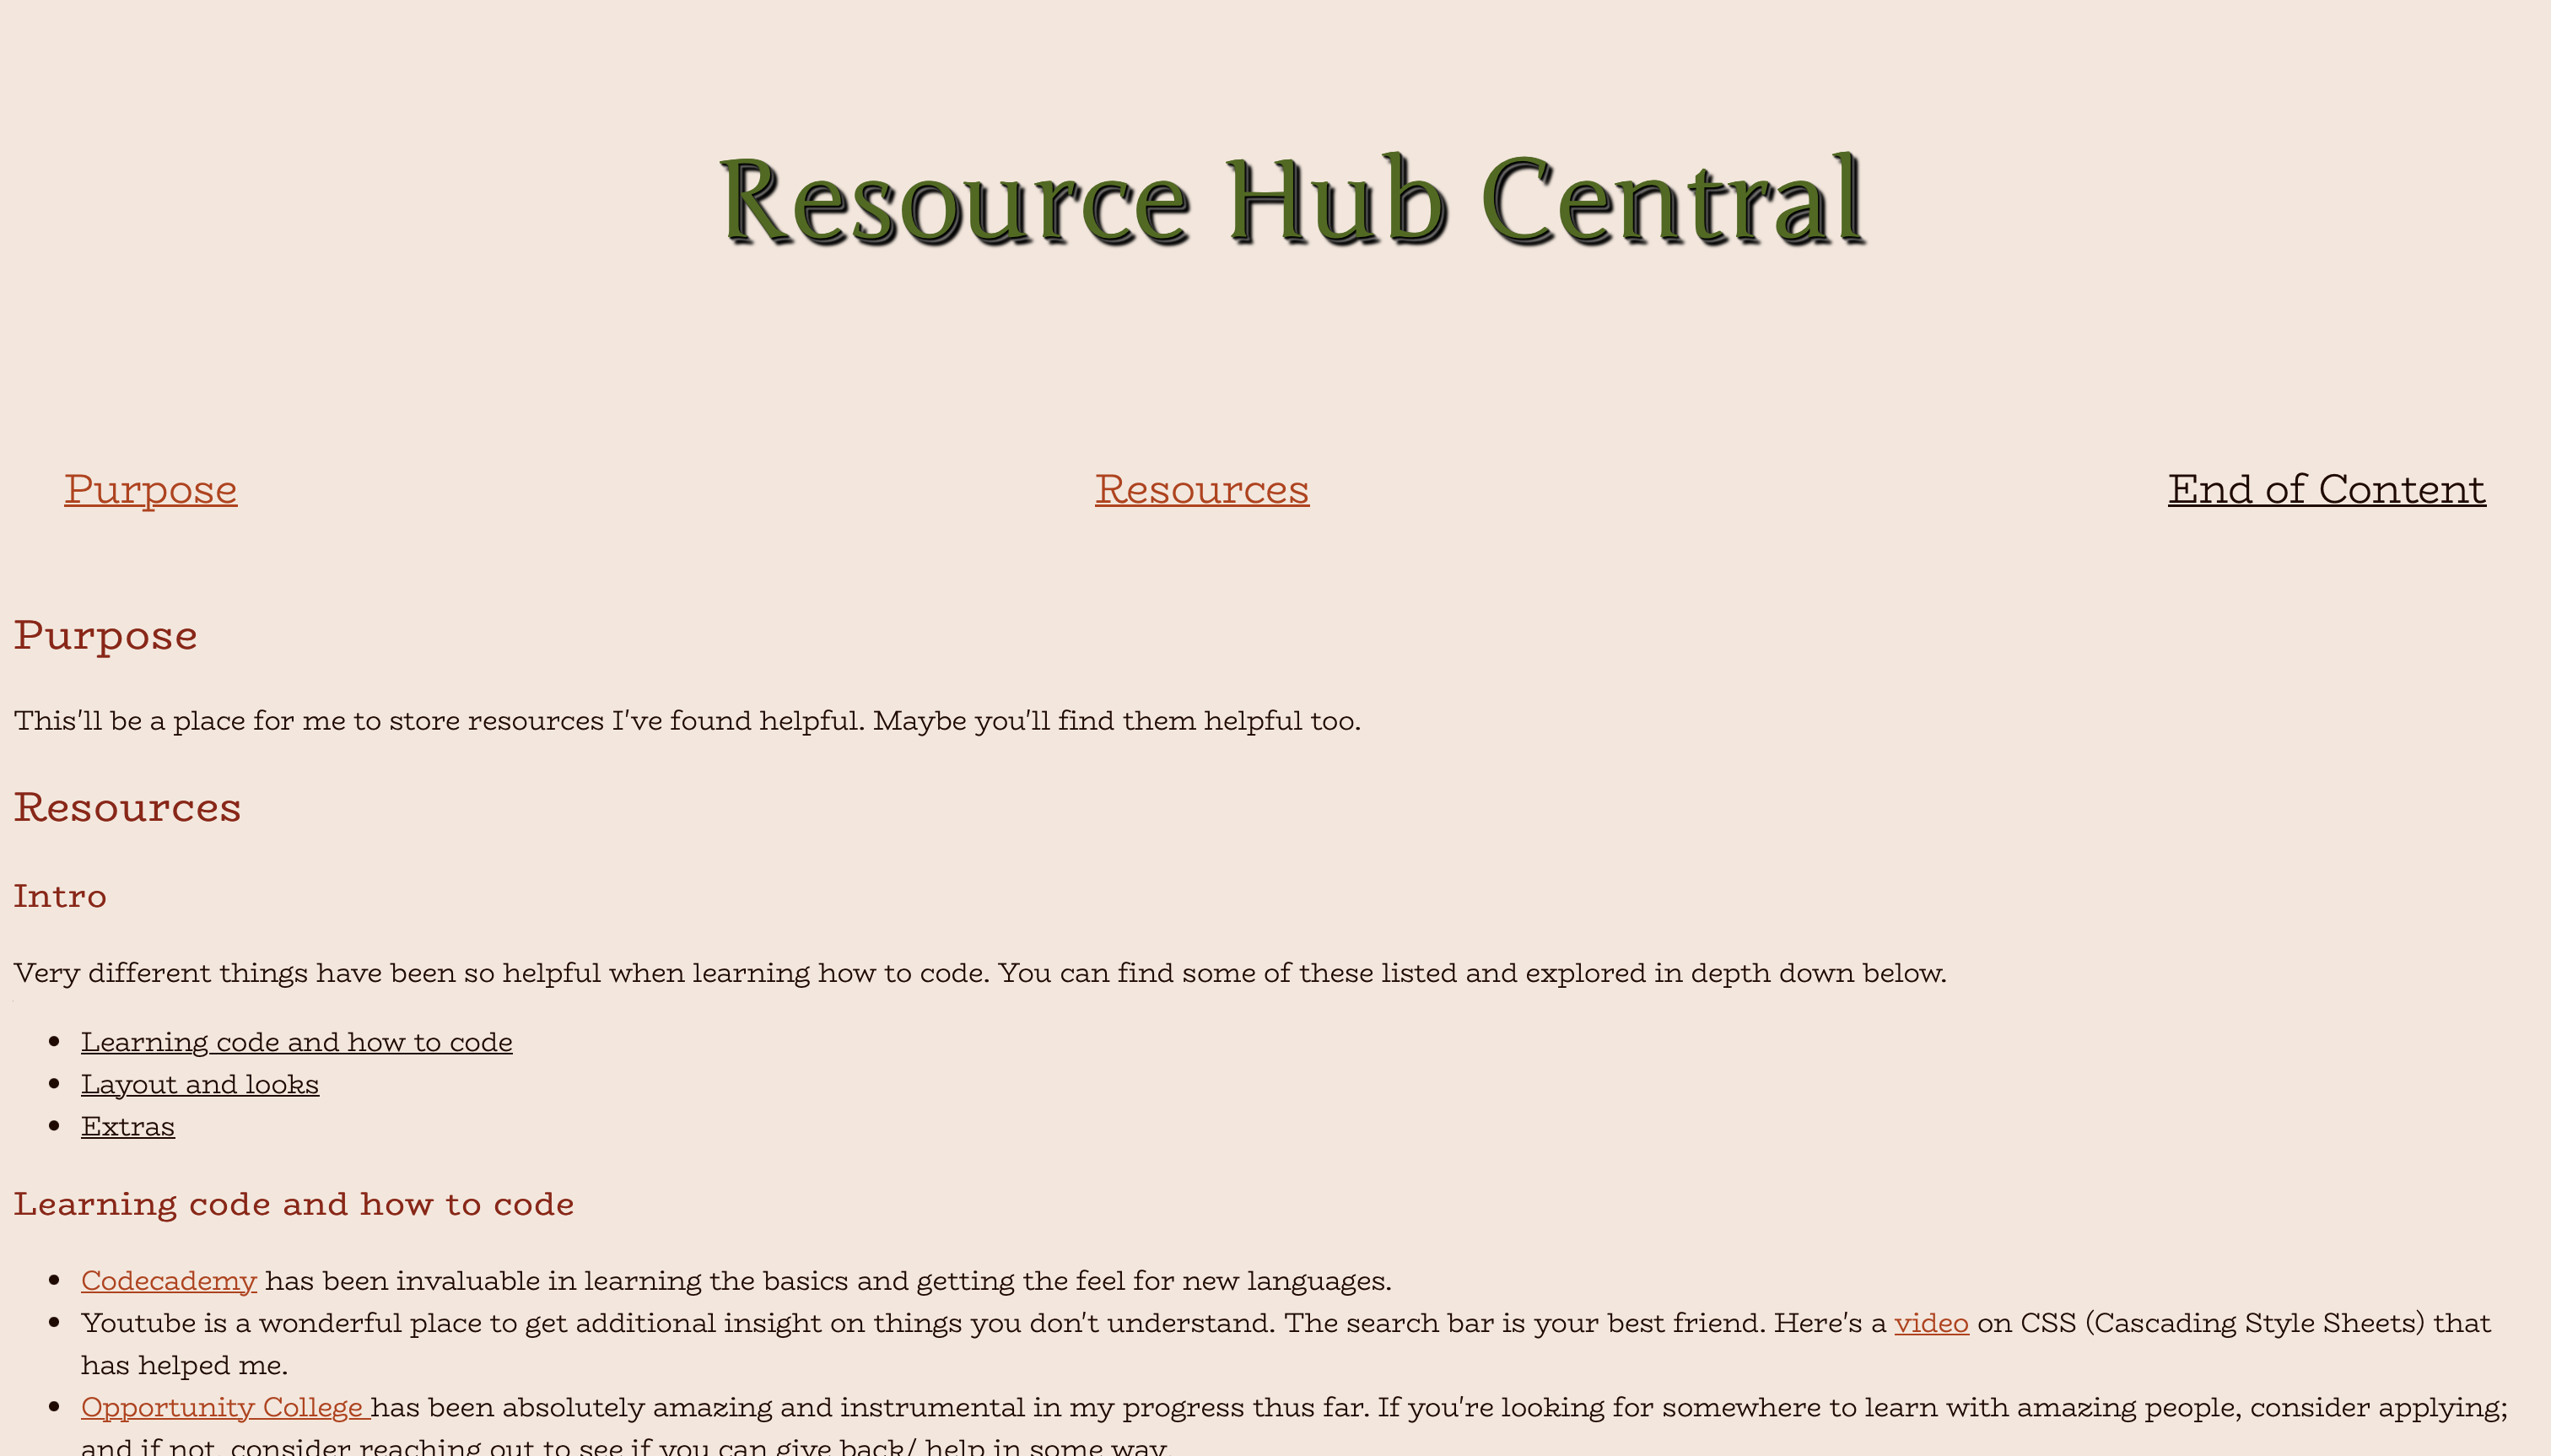 Resource Hub Central
Purpose
Resources
End of Content
Purpose
This'll be a place for me to store resources I've found helpful. Maybe you'll find them helpful too.
Resources
Intro
Very different things have been so helpful when learning how to code. You can find some of these listed and explored in depth down below.
Learning code and how to code
Layout and looks
Extras
Learning code and how to code
Codecademy has been invaluable in learning the basics and getting the feel for new languages.
Youtube is a wonderful place to get additional insight on things you don't understand. The search bar is your best friend. Here's a video on CSS (Cascading Style Sheets) that
has helped me.
Opportunity College has been absolutely amazing and instrumental in my progress thus far. If you're looking for somewhere to learn with amazing people, consider applying;
and if not, consider reaching out to see if you can give back/ help in some way.